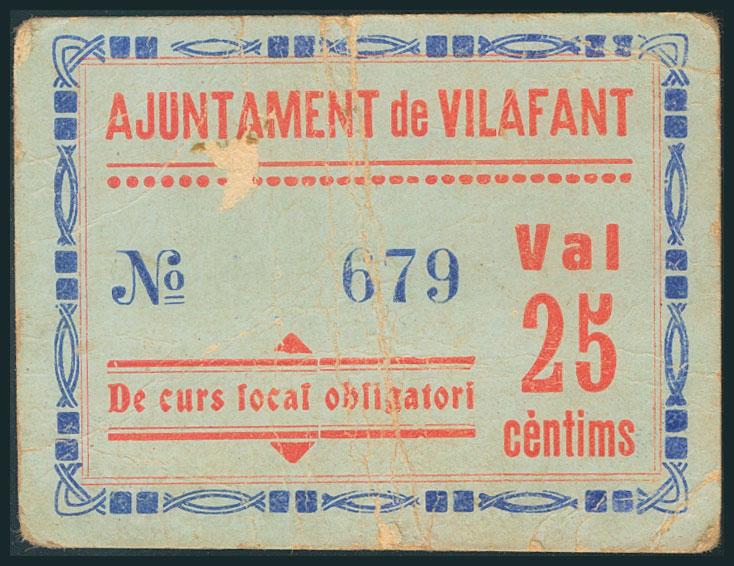 AJUNTAMENT de VILAFANT
Nº 679
Val
25
cèntims
De curs local obligatori